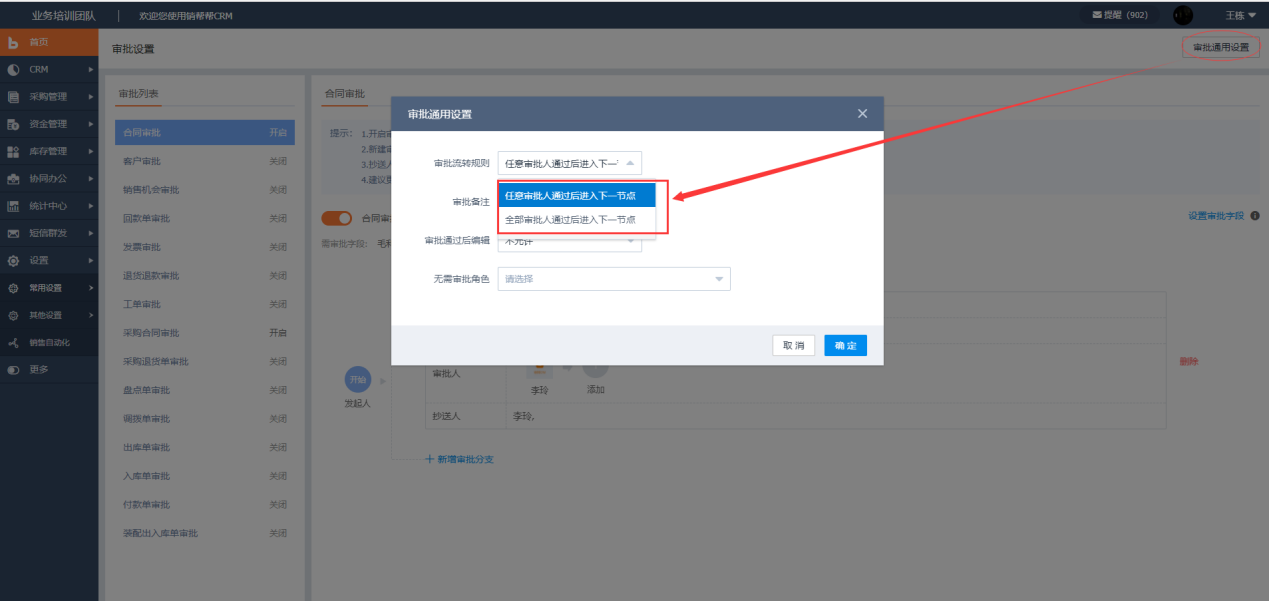 业务培训团队 | 欢迎您使用销帮帮CRM 提醒 (902) 王栋
首页
CRM
采购管理
资金管理
库存管理
协同办公
统计中心
短信群发
设置
常用设置
其他设置
销售自动化
更多
审批设置 审批通用设置
审批列表
合同审批 开启
客户审批 关闭
销售机会审批 关闭
回款单审批 关闭
发票审批 关闭
退货退款审批 关闭
工单审批 关闭
采购合同审批 开启
采购退货单审批 关闭
盘点单审批 关闭
调拨单审批 关闭
出库单审批 关闭
入库单审批 关闭
付款单审批 关闭
装配出入库单审批 关闭
合同审批
提示: 1.开启
2.新建
3.抄送
4.建议
合同审 设置审批字段
需审批字段: 毛
审批通用设置
审批流转规则 任意审批人通过后进入下一
任意审批人通过后进入下一节点
全部审批人通过后进入下一节点
审批备注
审批通过后编辑 不允许
无需审批角色 请选择
取消 确定
开始
发起人
审批人 李玲 添加 删除
抄送人 李玲,
+ 新增审批分支